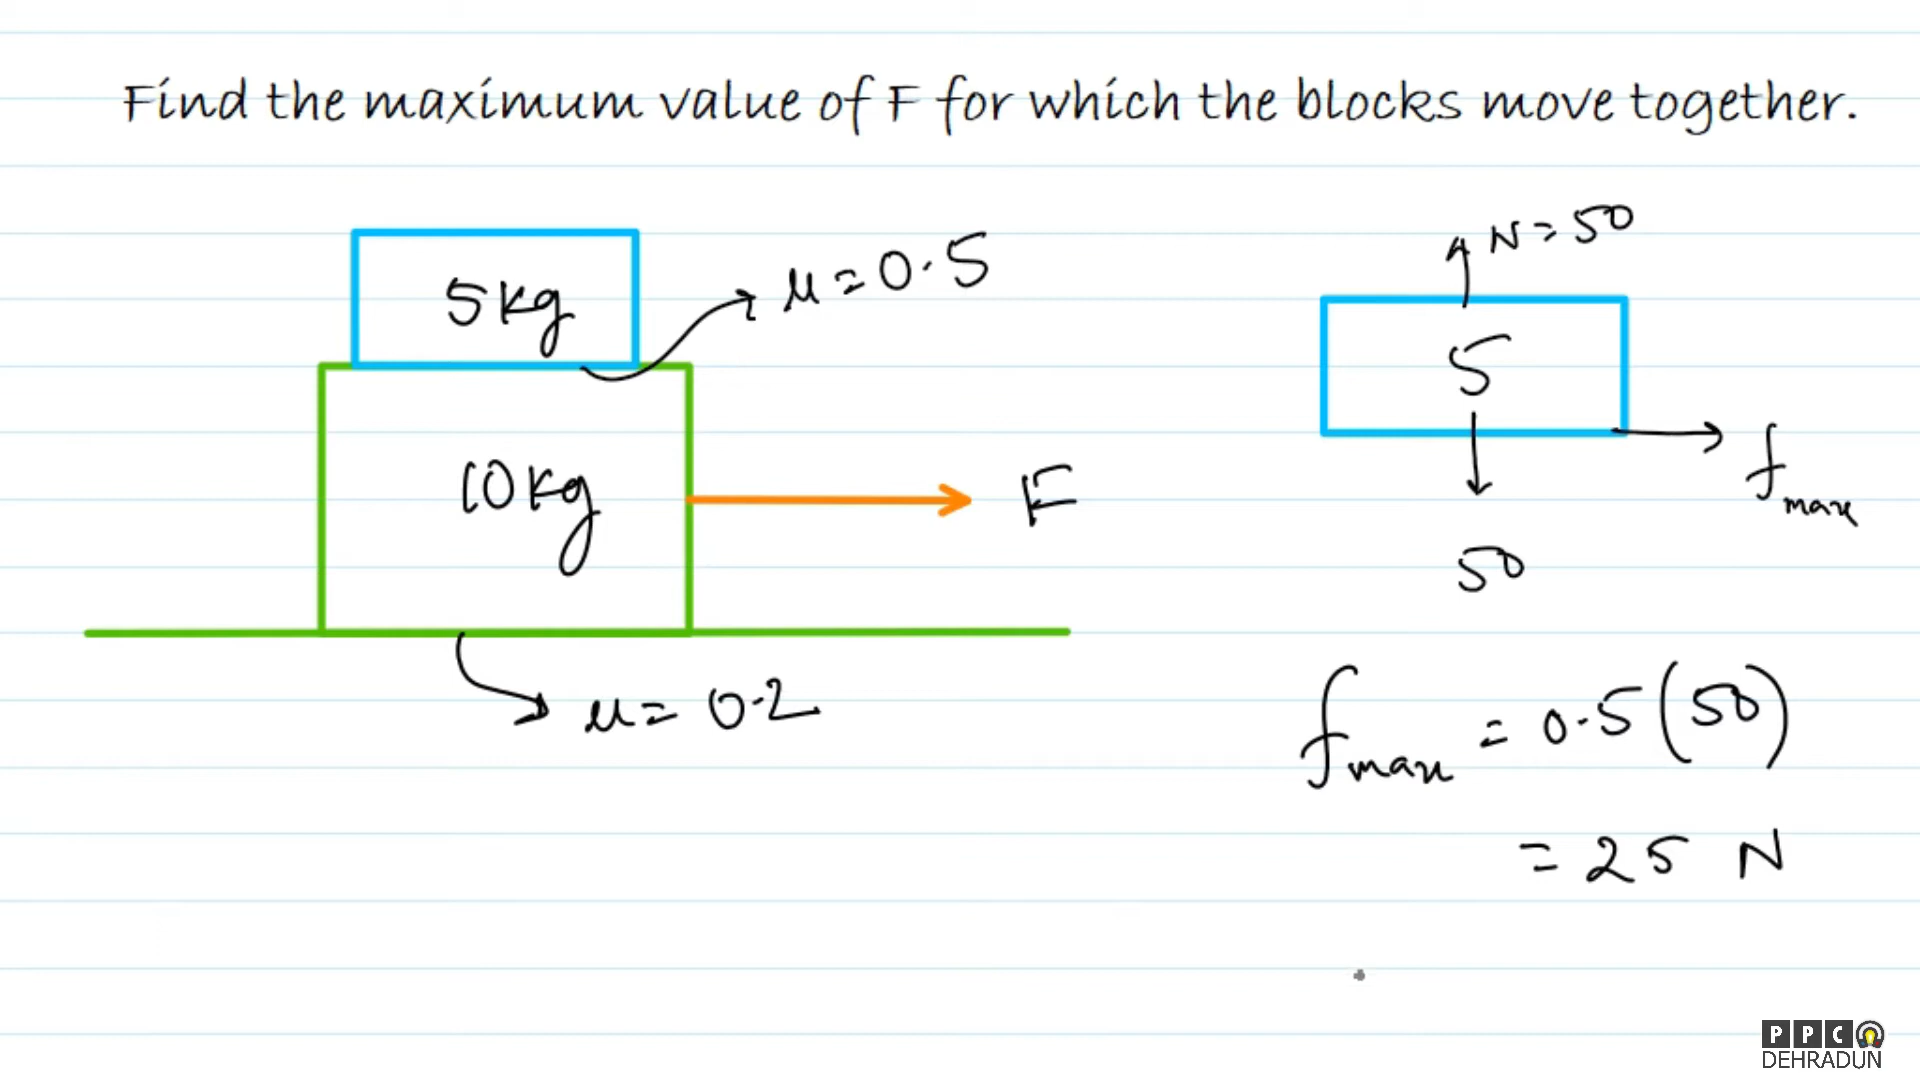 Find the maximum value of F for which the blocks move together.
5kg
μ = 0.5
10kg
F
μ = 0.2
N = 50
5
f max
50
f max = 0.5 (50)
= 25 N
PPC
DEHRADUN